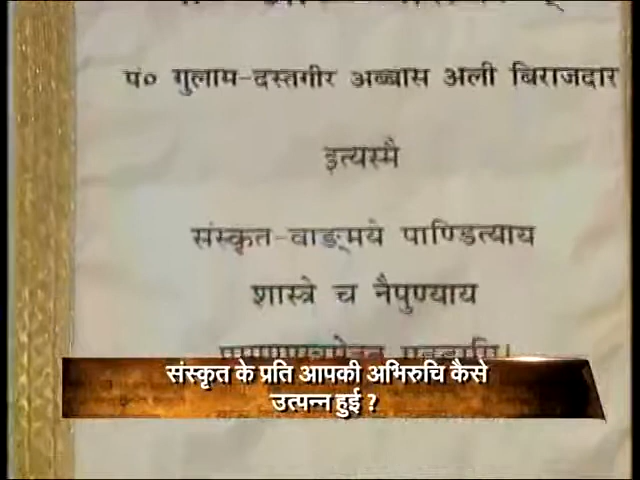 पं० गुलाम-दस्तगीर अब्बास अली बिराजदार
इत्यस्मै
संस्कृत-वाङ्मये पाण्डित्याय
शास्त्रे च नैपुण्याय
संस्कृत के प्रति आपकी अभिरुचि कैसे
उत्पन्न हुई ?